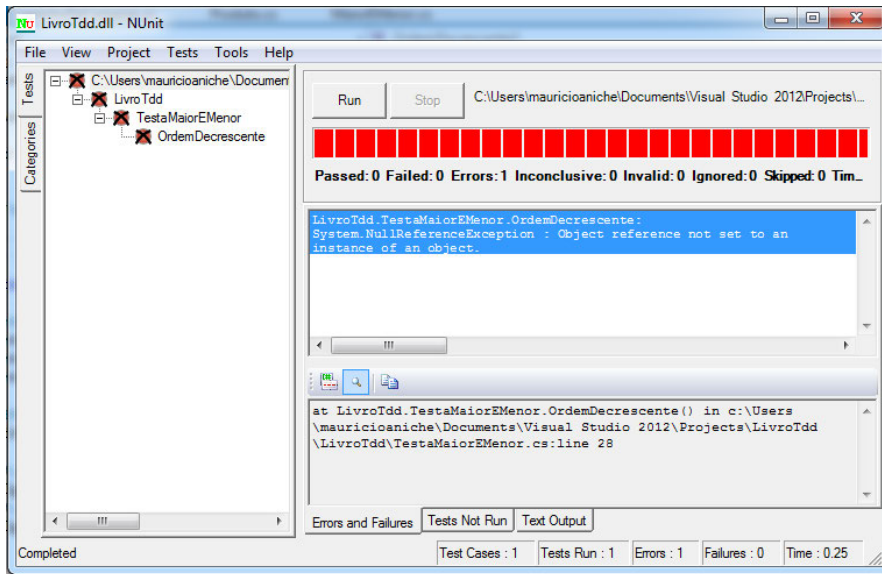 LivroTdd.dll - NUnit
File View Project Tests Tools Help
Tests
Categories
C:\Users\mauricioaniche\Documen
LivroTdd
TestaMaiorEMenor
OrdemDecrescente
Run Stop C:\Users\mauricioaniche\Documents\Visual Studio 2012\Projects\...
Passed: 0 Failed: 0 Errors: 1 Inconclusive: 0 Invalid: 0 Ignored: 0 Skipped: 0 Tim...
LivroTdd.TestaMaiorEMenor.OrdemDecrescente:
System.NullReferenceException : Object reference not set to an
instance of an object.
at LivroTdd.TestaMaiorEMenor.OrdemDecrescente() in c:\Users
\mauricioaniche\Documents\Visual Studio 2012\Projects\LivroTdd
\LivroTdd\TestaMaiorEMenor.cs:line 28
Errors and Failures Tests Not Run Text Output
Completed Test Cases : 1 Tests Run : 1 Errors : 1 Failures : 0 Time : 0.25